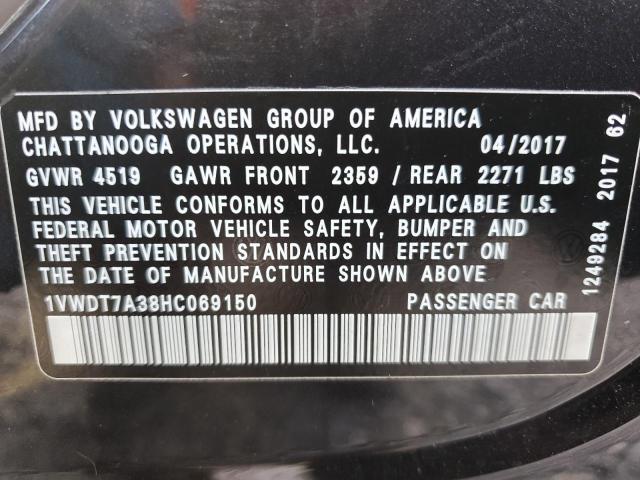 MFD BY VOLKSWAGEN GROUP OF AMERICA
CHATTANOOGA OPERATIONS, LLC. 04/2017
GVWR 4519 GAWR FRONT 2359 / REAR 2271 LBS
THIS VEHICLE CONFORMS TO ALL APPLICABLE U.S.
FEDERAL MOTOR VEHICLE SAFETY, BUMPER AND
THEFT PREVENTION STANDARDS IN EFFECT ON
THE DATE OF MANUFACTURE SHOWN ABOVE
1VWDT7A38HC069150 PASSENGER CAR
1249284 2017 62